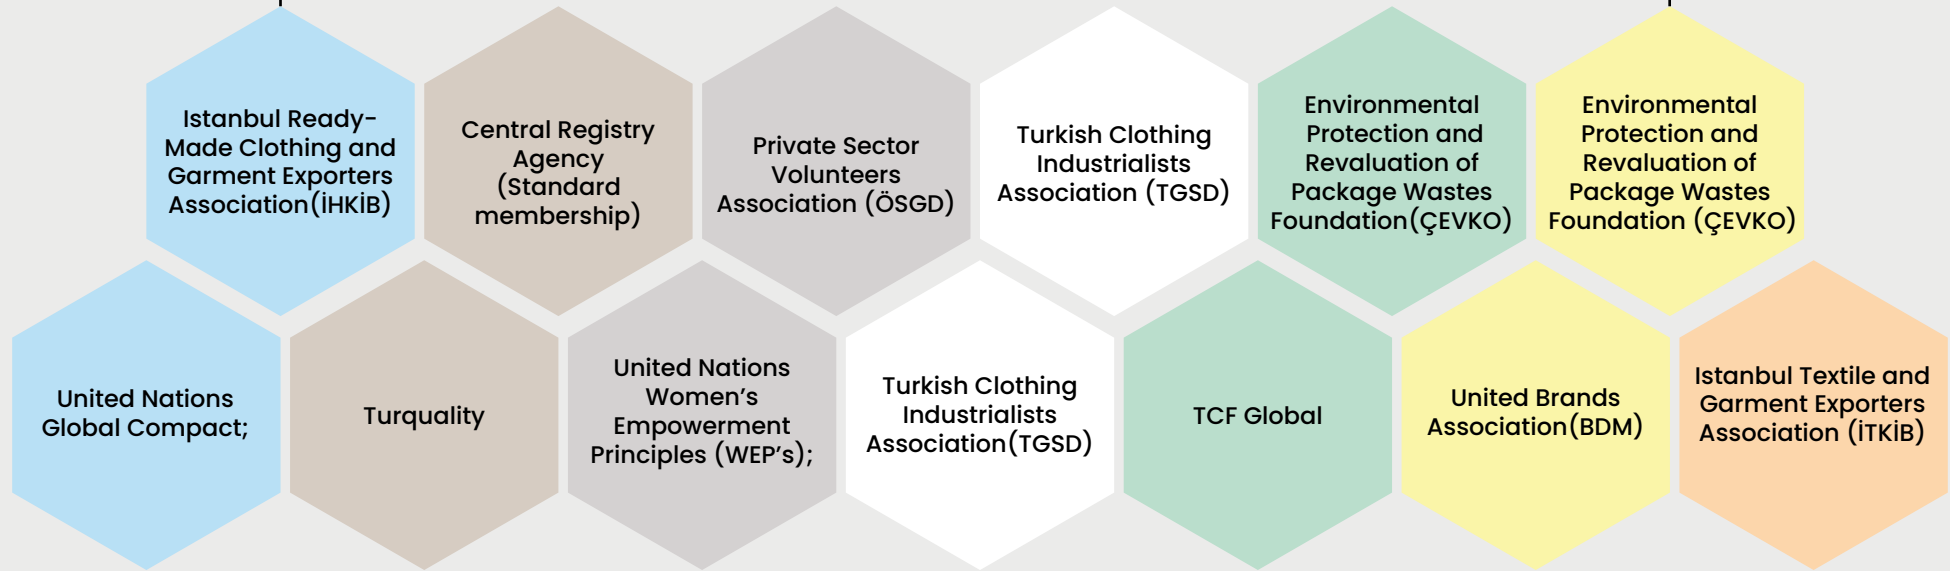 Istanbul Ready-
Made Clothing and
Garment Exporters
Association(İHKİB)
Central Registry
Agency
(Standard
membership)
Private Sector
Volunteers
Association (ÖSGD)
Turkish Clothing
Industrialists
Association (TGSD)
Environmental
Protection and
Revaluation of
Package Wastes
Foundation(ÇEVKO)
Environmental
Protection and
Revaluation of
Package Wastes
Foundation (ÇEVKO)
United Nations
Global Compact;
Turquality
United Nations
Women’s
Empowerment
Principles (WEP’s);
Turkish Clothing
Industrialists
Association(TGSD)
TCF Global
United Brands
Association(BDM)
Istanbul Textile and
Garment Exporters
Association (İTKİB)